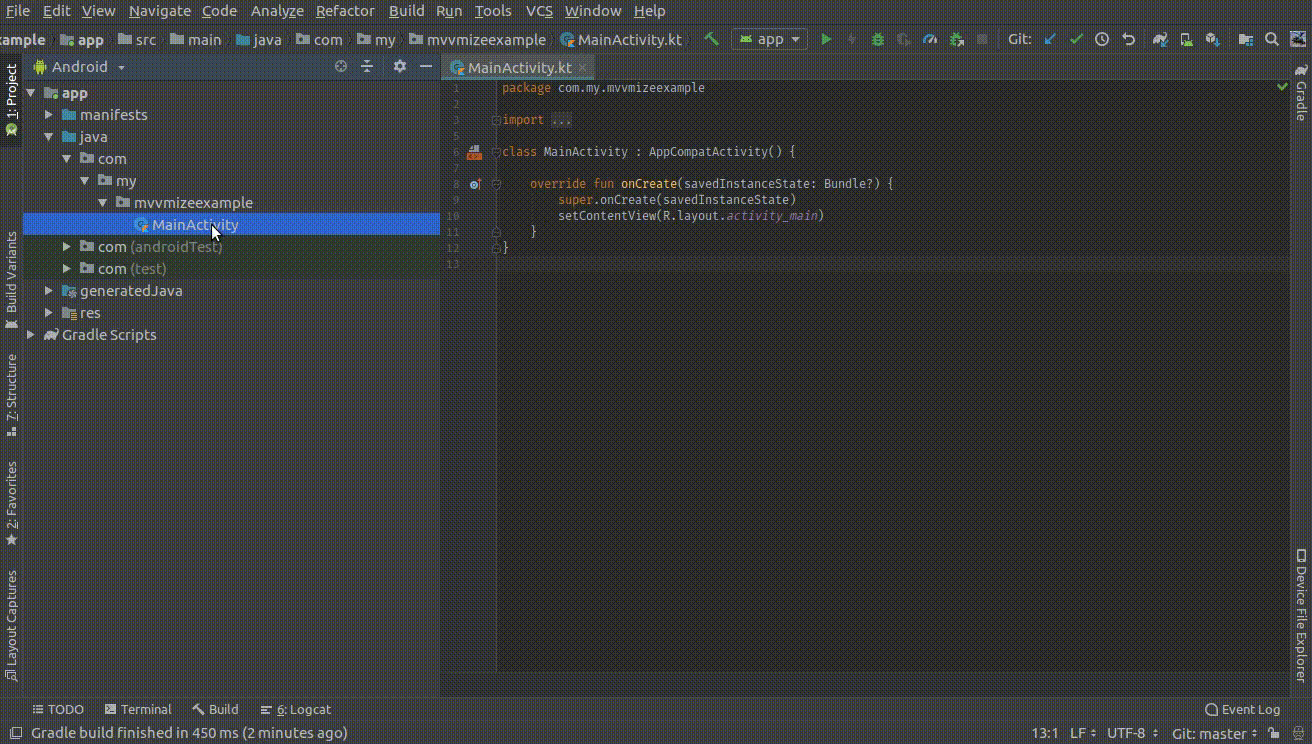 File Edit View Navigate Code Analyze Refactor Build Run Tools VCS Window Help
xample app src main java com my mvvmizeexample MainActivity.kt app Git:
1: Project
Build Variants
7: Structure
2: Favorites
Layout Captures
Android
app
manifests
java
com
my
mvvmizeexample
MainActivity
com (androidTest)
com (test)
generatedJava
res
Gradle Scripts
MainActivity.kt
1 package com.my.mvvmizeexample
2
3 import ...
5
6 class MainActivity : AppCompatActivity() {
7
8 override fun onCreate(savedInstanceState: Bundle?) {
9 super.onCreate(savedInstanceState)
10 setContentView(R.layout.activity_main)
11 }
12 }
13
Gradle
Device File Explorer
TODO Terminal Build 6: Logcat Event Log
Gradle build finished in 450 ms (2 minutes ago) 13:1 LF UTF-8 Git: master